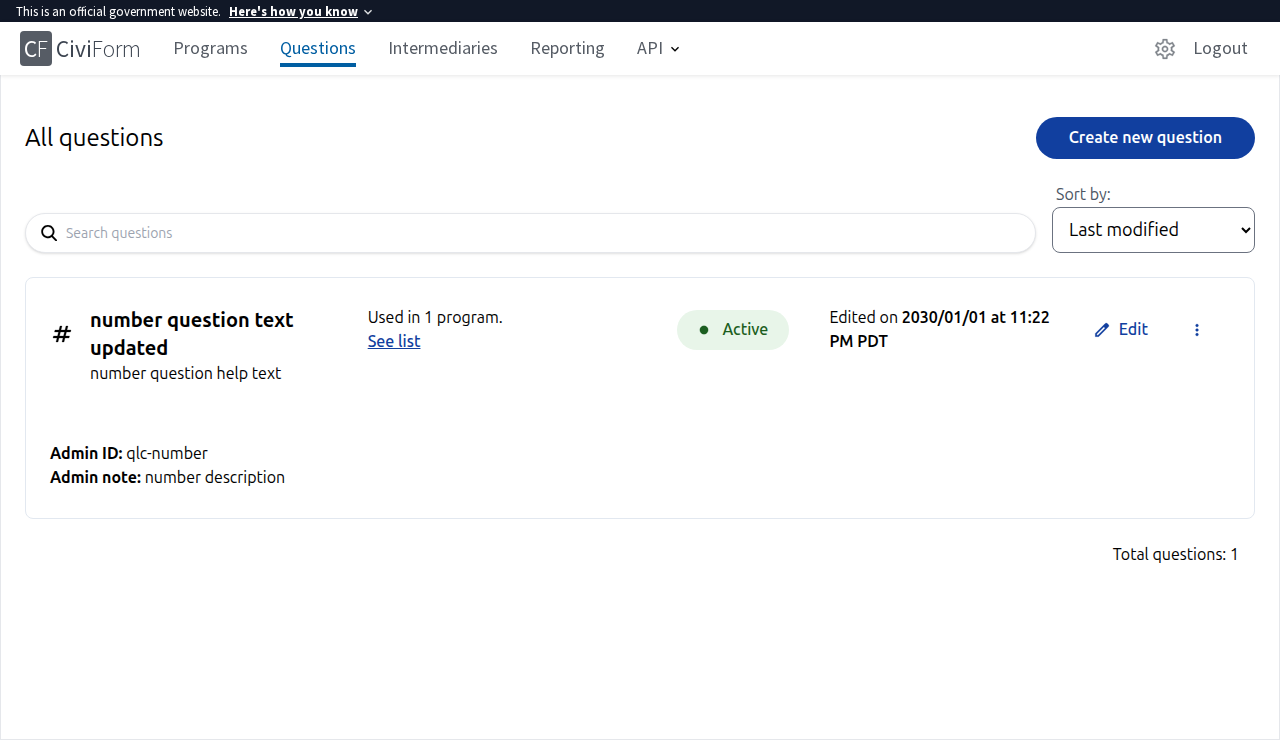 This is an official government website. Here's how you know
CF CiviForm Programs Questions Intermediaries Reporting API Logout
All questions
Create new question
Sort by:
Search questions
Last modified
number question text
updated
number question help text
Used in 1 program.
See list
Active
Edited on 2030/01/01 at 11:22
PM PDT
Edit
Admin ID: qlc-number
Admin note: number description
Total questions: 1